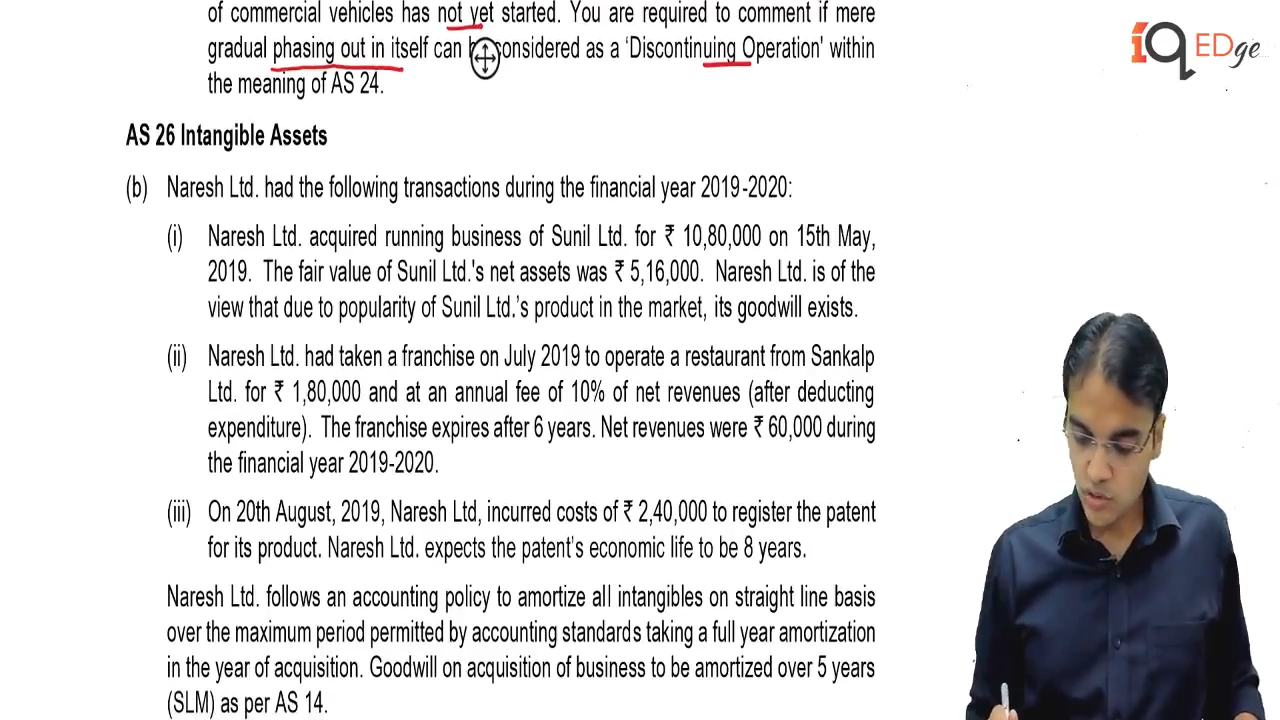 of commercial vehicles has not yet started. You are required to comment if mere
gradual phasing out in itself can considered as a 'Discontinuing Operation' within
the meaning of AS 24.
iQ EDge
AS 26 Intangible Assets
(b) Naresh Ltd. had the following transactions during the financial year 2019-2020:
(i) Naresh Ltd. acquired running business of Sunil Ltd. for ₹ 10,80,000 on 15th May,
2019. The fair value of Sunil Ltd.'s net assets was ₹ 5,16,000. Naresh Ltd. is of the
view that due to popularity of Sunil Ltd.'s product in the market, its goodwill exists.
(ii) Naresh Ltd. had taken a franchise on July 2019 to operate a restaurant from Sankalp
Ltd. for ₹ 1,80,000 and at an annual fee of 10% of net revenues (after deducting
expenditure). The franchise expires after 6 years. Net revenues were ₹ 60,000 during
the financial year 2019-2020.
(iii) On 20th August, 2019, Naresh Ltd, incurred costs of ₹ 2,40,000 to register the patent
for its product. Naresh Ltd. expects the patent's economic life to be 8 years.
Naresh Ltd. follows an accounting policy to amortize all intangibles on straight line basis
over the maximum period permitted by accounting standards taking a full year amortization
in the year of acquisition. Goodwill on acquisition of business to be amortized over 5 years
(SLM) as per AS 14.